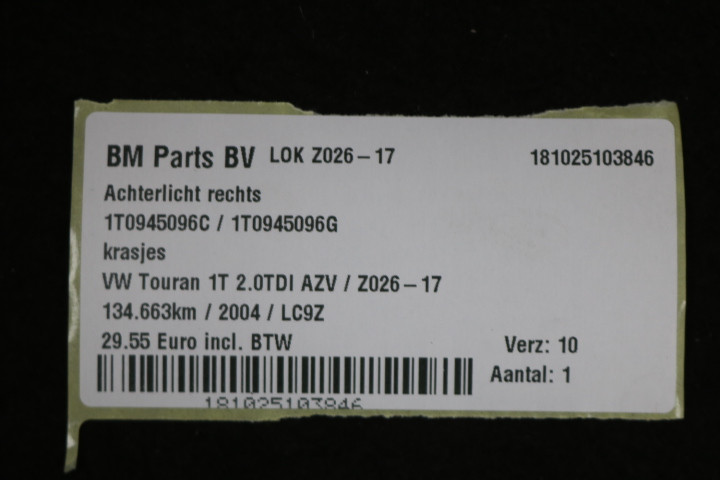 BM Parts BV LOK Z026-17 181025103846
Achterlicht rechts
1T0945096C / 1T0945096G
krasjes
VW Touran 1T 2.0TDI AZV / Z026-17
134.663km / 2004 / LC9Z
29.55 Euro incl. BTW Verz: 10
Aantal: 1
181025103846